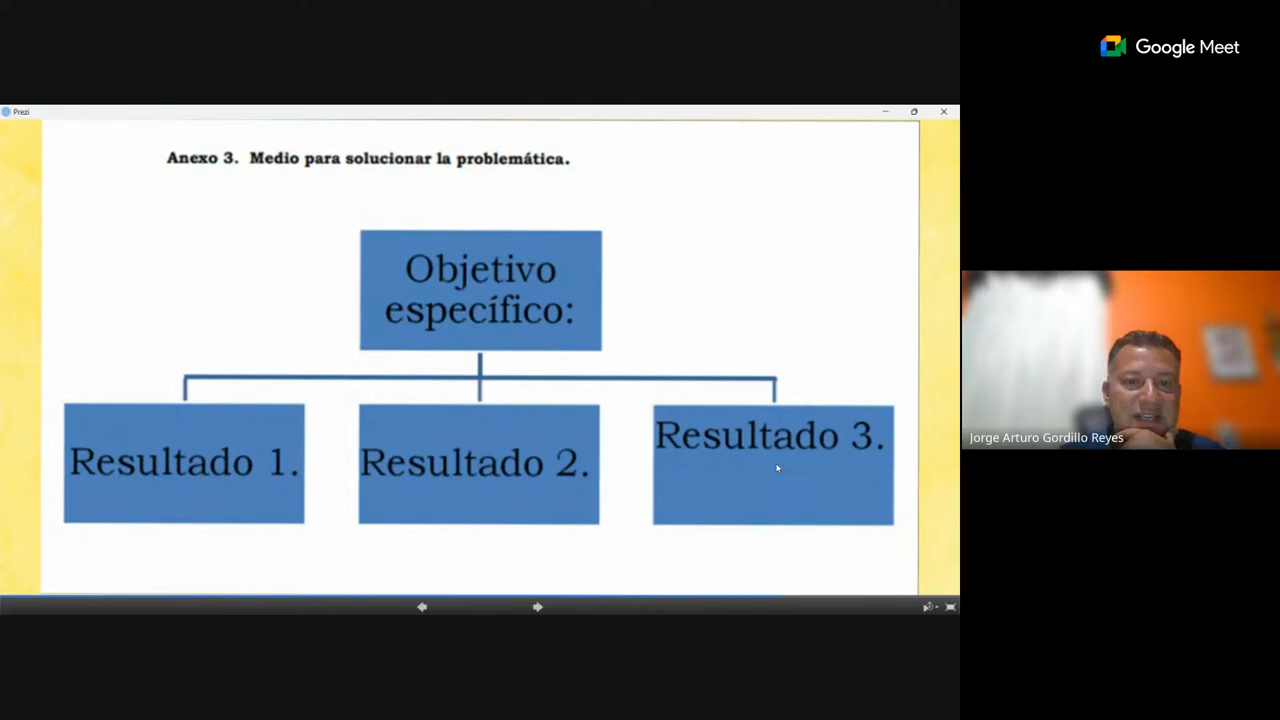 Google Meet
Prezi
Anexo 3. Medio para solucionar la problemática.
Objetivo
específico:
Resultado 1.
Resultado 2.
Resultado 3.
Jorge Arturo Gordillo Reyes